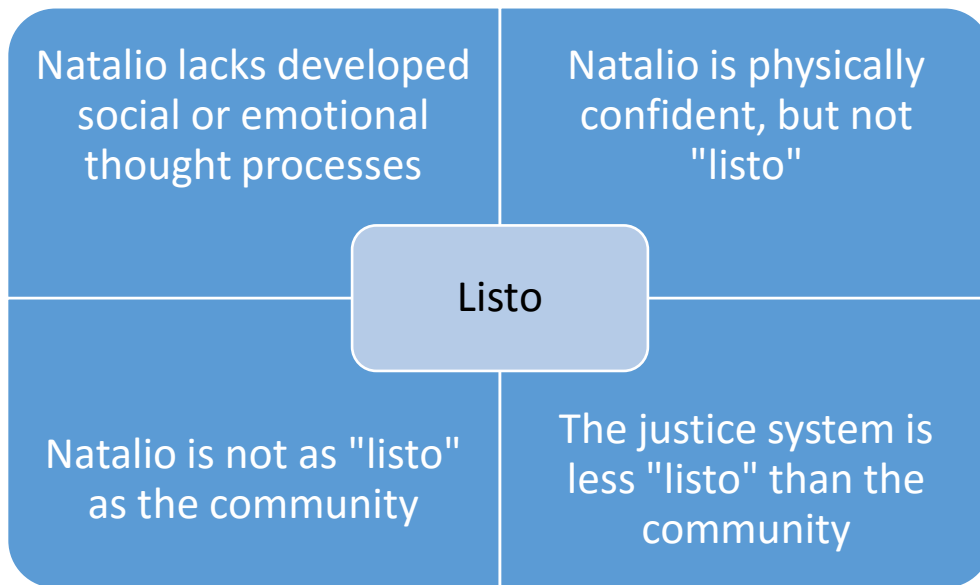 Natalio lacks developed
social or emotional
thought processes
Natalio is physically
confident, but not
"listo"
Listo
Natalio is not as "listo"
as the community
The justice system is
less "listo" than the
community